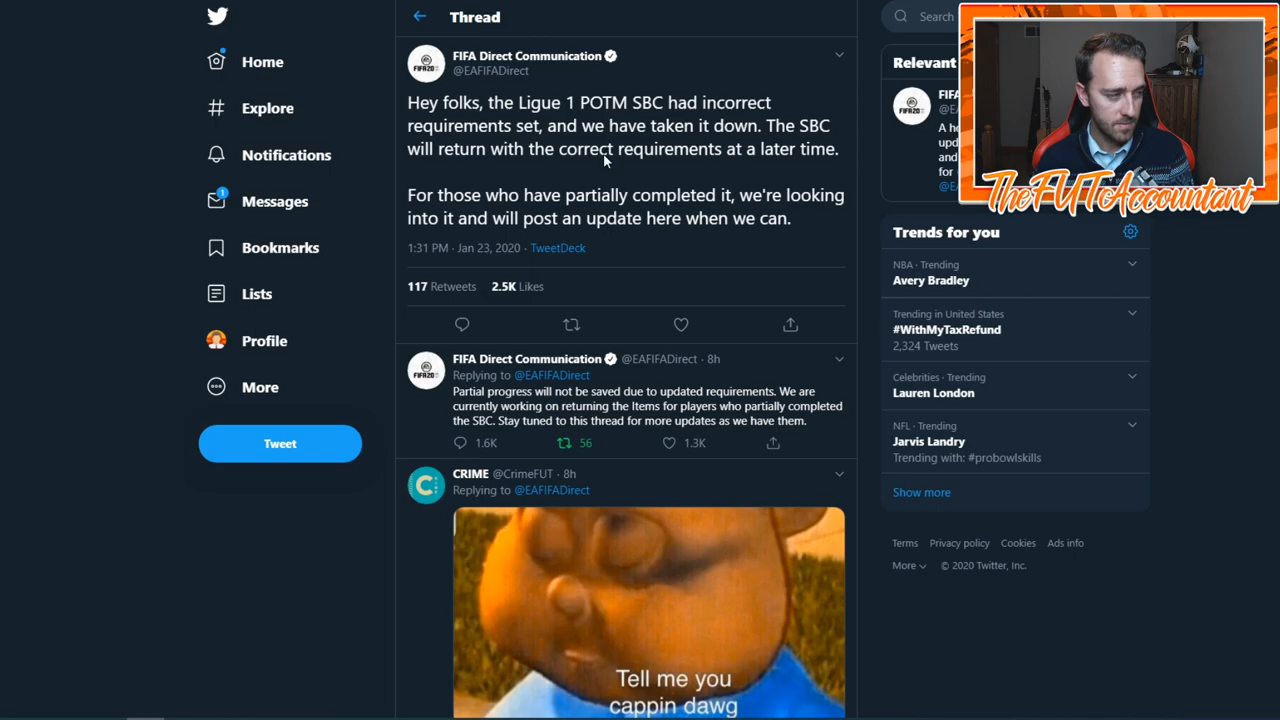 Home
Explore
Notifications
1
Messages
Bookmarks
Lists
Profile
More
Tweet
Thread
FIFA20
FIFA Direct Communication
@EAFIFADirect
Hey folks, the Ligue 1 POTM SBC had incorrect
requirements set, and we have taken it down. The SBC
will return with the correct requirements at a later time.
For those who have partially completed it, we're looking
into it and will post an update here when we can.
1:31 PM · Jan 23, 2020 · TweetDeck
117 Retweets 2.5K Likes
FIFA20
FIFA Direct Communication @EAFIFADirect · 8h
Replying to @EAFIFADirect
Partial progress will not be saved due to updated requirements. We are
currently working on returning the Items for players who partially completed
the SBC. Stay tuned to this thread for more updates as we have them.
1.6K 56 1.3K
CRIME @CrimeFUT · 8h
Replying to @EAFIFADirect
Tell me you
cappin dawg
Search
Relevant
FIFA20
FIF
@E
A h
upd
and
for
@E
TheFUTAccountant
Trends for you
NBA · Trending
Avery Bradley
Trending in United States
#WithMyTaxRefund
2,324 Tweets
Celebrities · Trending
Lauren London
NFL · Trending
Jarvis Landry
Trending with: #probowlskills
Show more
Terms Privacy policy Cookies Ads info
More © 2020 Twitter, Inc.